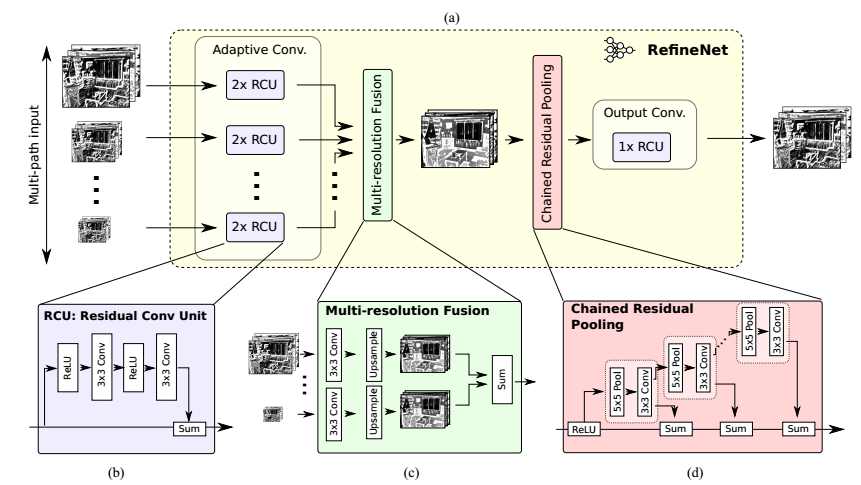 (a)
Multi-path input
Adaptive Conv.
2x RCU
2x RCU
2x RCU
Multi-resolution Fusion
Chained Residual Pooling
RefineNet
Output Conv.
1x RCU
RCU: Residual Conv Unit
ReLU
3x3 Conv
ReLU
3x3 Conv
Sum
(b)
Multi-resolution Fusion
3x3 Conv
Upsample
3x3 Conv
Upsample
Sum
(c)
Chained Residual
Pooling
ReLU
5x5 Pool
3x3 Conv
5x5 Pool
3x3 Conv
5x5 Pool
3x3 Conv
Sum
Sum
Sum
(d)